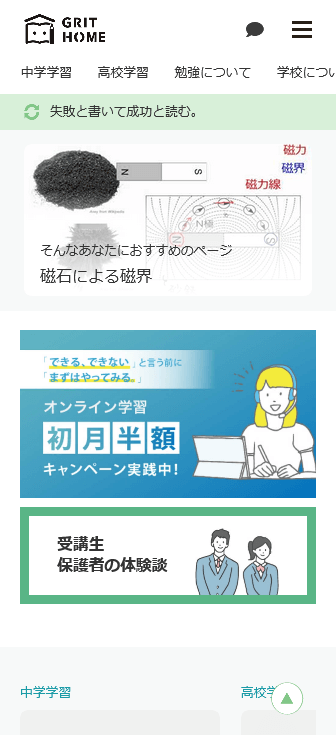 GRIT
HOME
中学学習 高校学習 勉強について 学校につい
失敗と書いて成功と読む。
磁力
磁界
磁力線
N S
N極
N S
そんなあなたにおすすめのページ
磁石による磁界
「できる、できない」と言う前に
「まずはやってみる。」
オンライン学習
初月半額
キャンペーン実践中!
受講生
保護者の体験談
中学学習 高校学